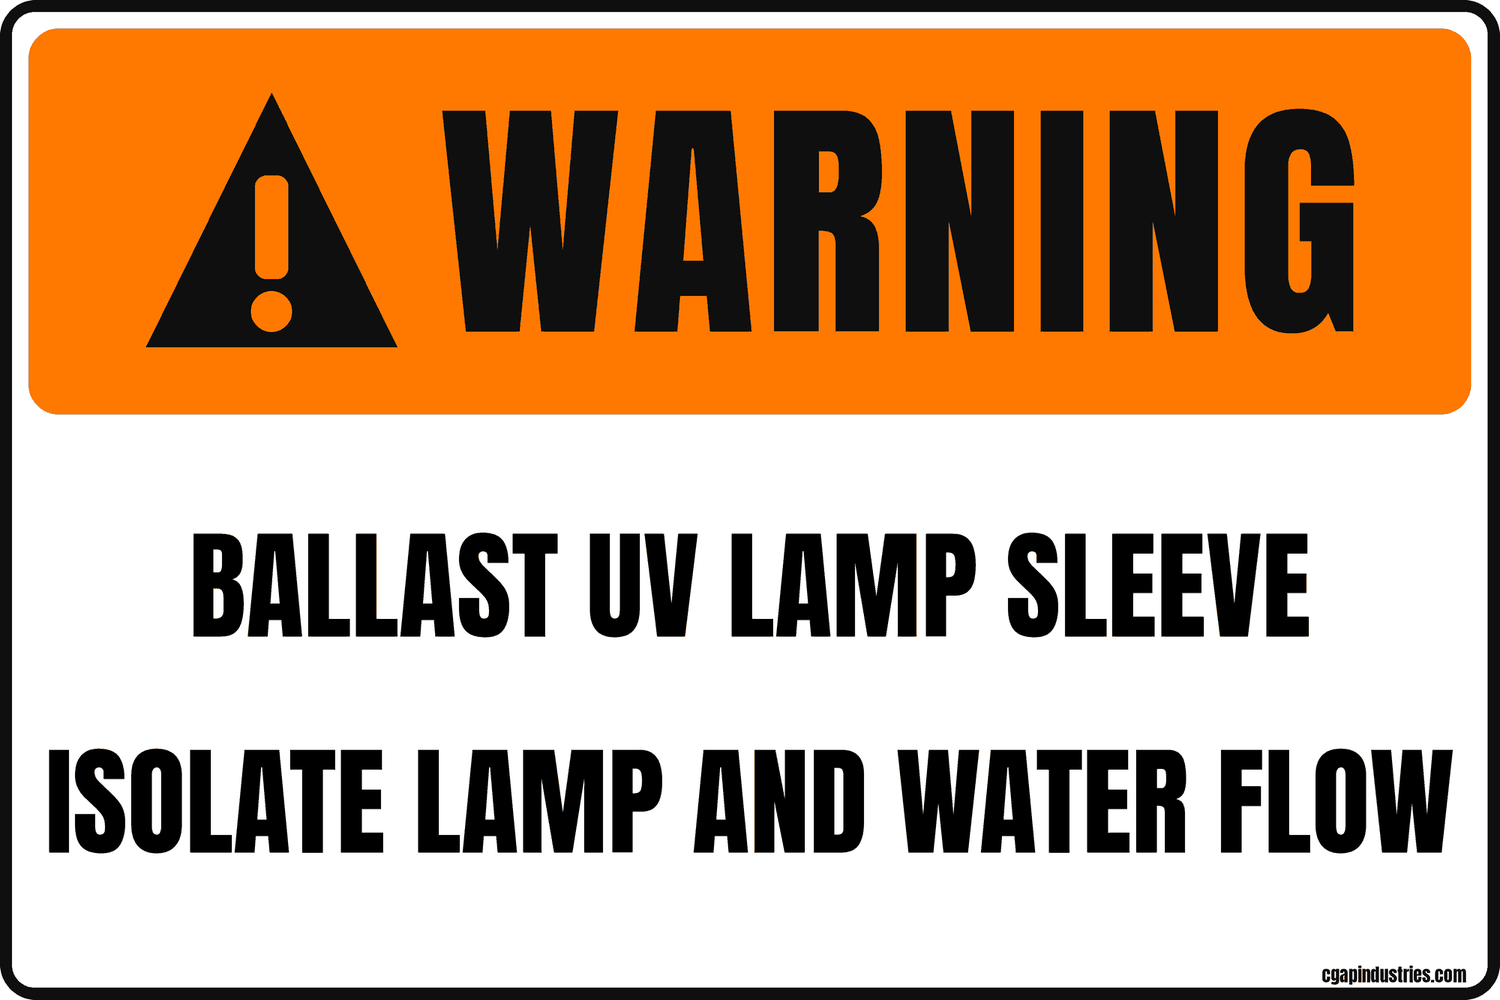 WARNING
BALLAST UV LAMP SLEEVE
ISOLATE LAMP AND WATER FLOW
cgapindustries.com